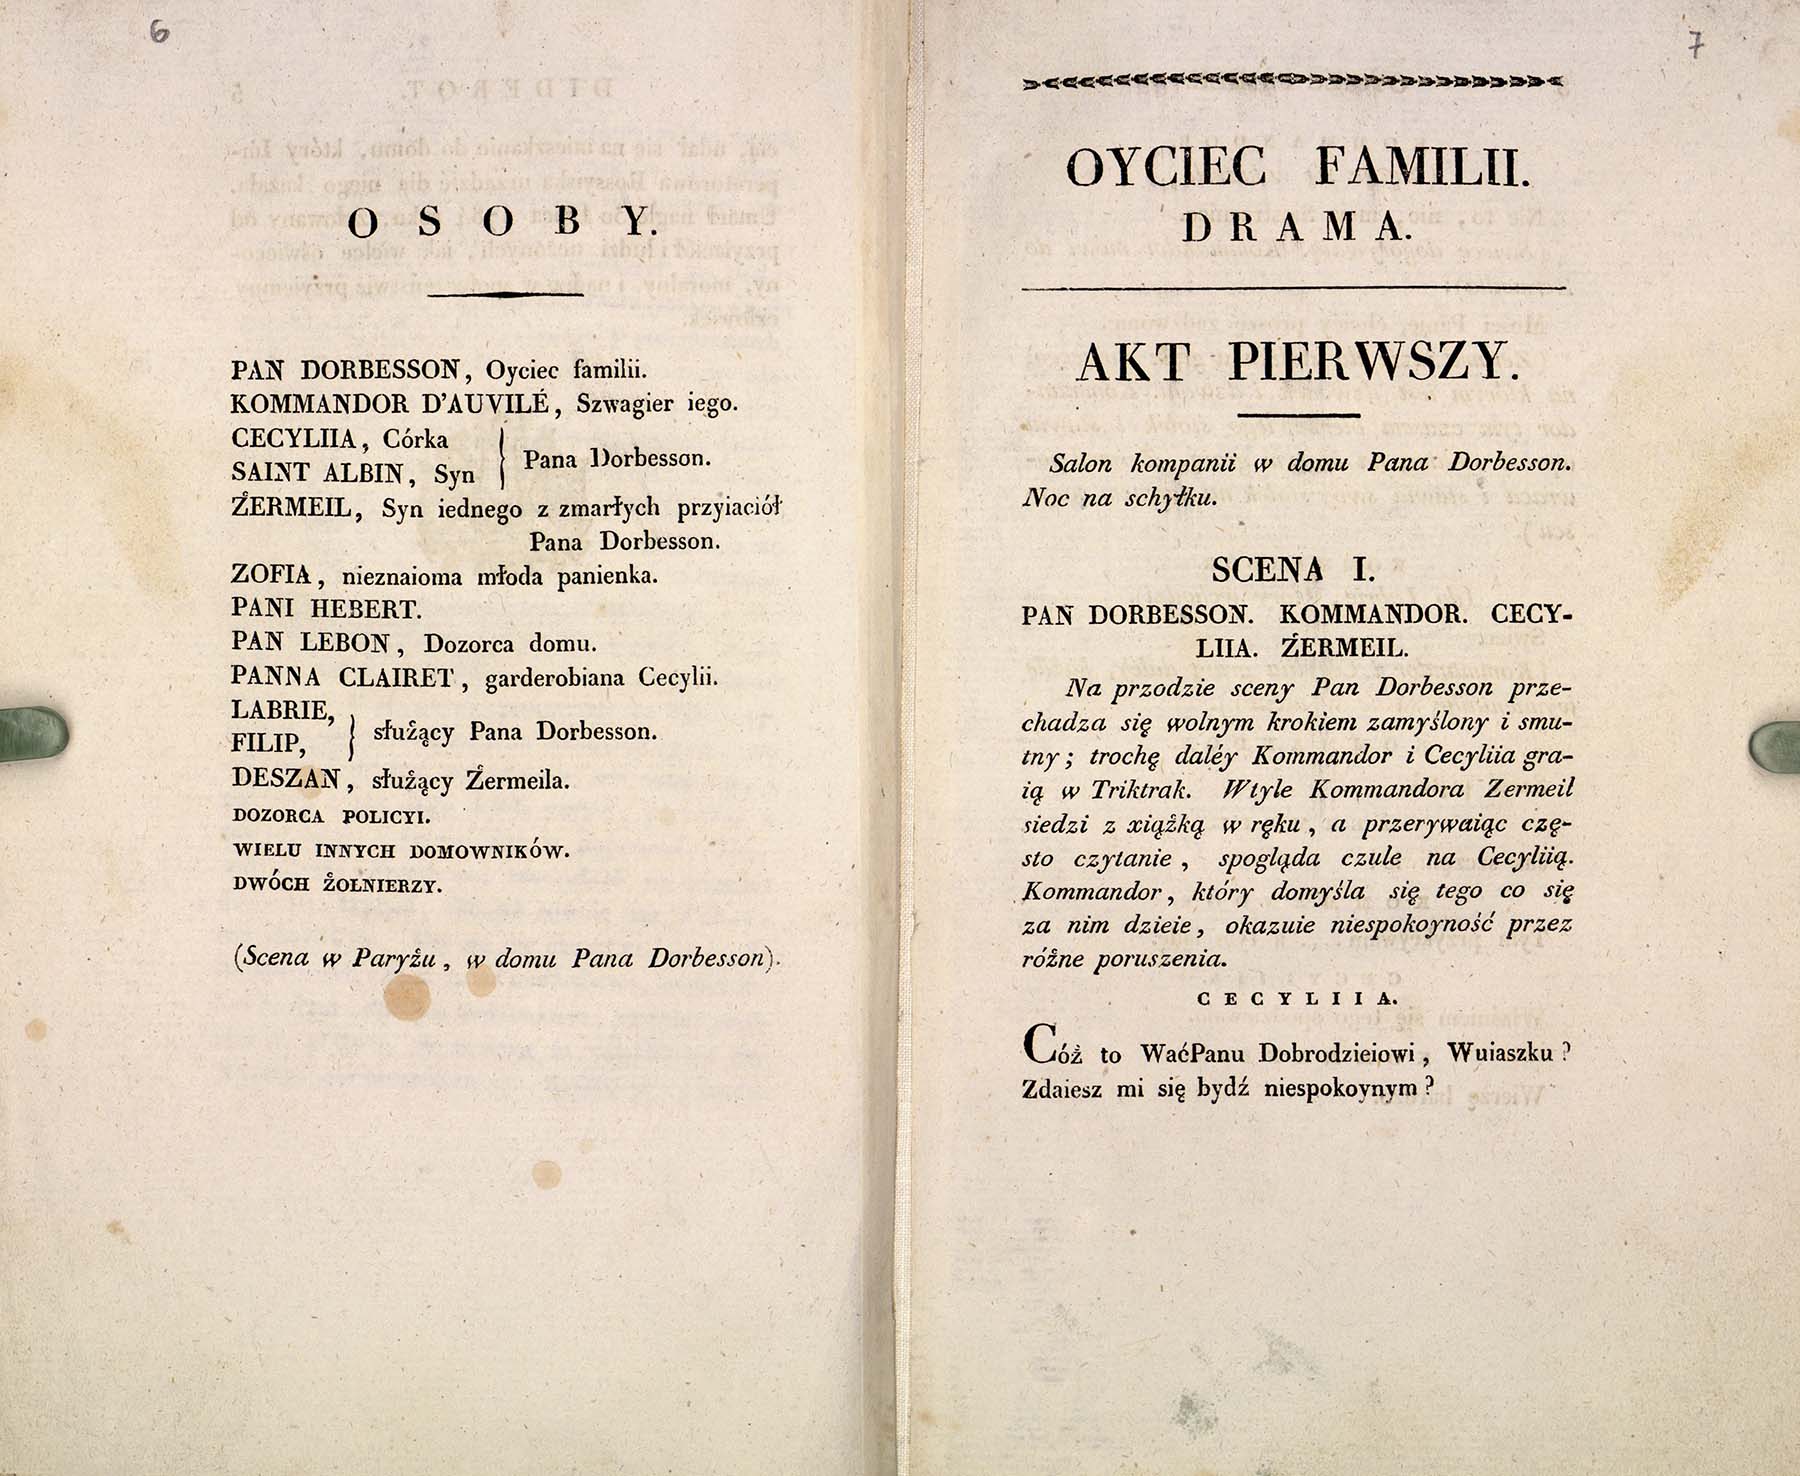 6
O S O B Y.
PAN DORBESSON, Oyciec familii.
KOMMANDOR D'AUVILÉ, Szwagier iego.
CECYLIIA, Córka
SAINT ALBIN, Syn
Pana Dorbesson.
ŹERMEIL, Syn iednego z zmarłych przyiaciół
Pana Dorbesson.
ZOFIA, nieznaioma młoda panienka.
PANI HEBERT.
PAN LEBON, Dozorca domu.
PANNA CLAIRET, garderobiana Cecylii.
LABRIE,
FILIP,
służący Pana Dorbesson.
DESZAN, służący Źermeila.
DOZORCA POLICYI.
WIELU INNYCH DOMOWNIKÓW.
DWÓCH ŻOŁNIERZY.
(Scena w Paryżu, w domu Pana Dorbesson).
7
OYCIEC FAMILII.
D R A M A.
AKT PIERWSZY.
Salon kompanii w domu Pana Dorbesson.
Noc na schyłku.
SCENA I.
PAN DORBESSON. KOMMANDOR. CECY-
LIIA. ŹERMEIL.
Na przodzie sceny Pan Dorbesson prze-
chadza się wolnym krokiem zamyślony i smu-
tny; trochę daléy Kommandor i Cecyliia gra-
ią w Triktrak. Wtyle Kommandora Zermeil
siedzi z xiążką w ręku, a przerywaiąc czę-
sto czytanie, spogląda czule na Cecyliią.
Kommandor, który domyśla się tego co się
za nim dzieie, okazuie niespokoyność przez
różne poruszenia.
C E C Y L I I A.
Cóż to WaćPanu Dobrodzieiowi, Wuiaszku?
Zdaiesz mi się bydź niespokoynym?